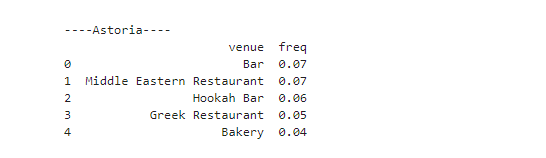 ----Astoria----
venue freq
0 Bar 0.07
1 Middle Eastern Restaurant 0.07
2 Hookah Bar 0.06
3 Greek Restaurant 0.05
4 Bakery 0.04